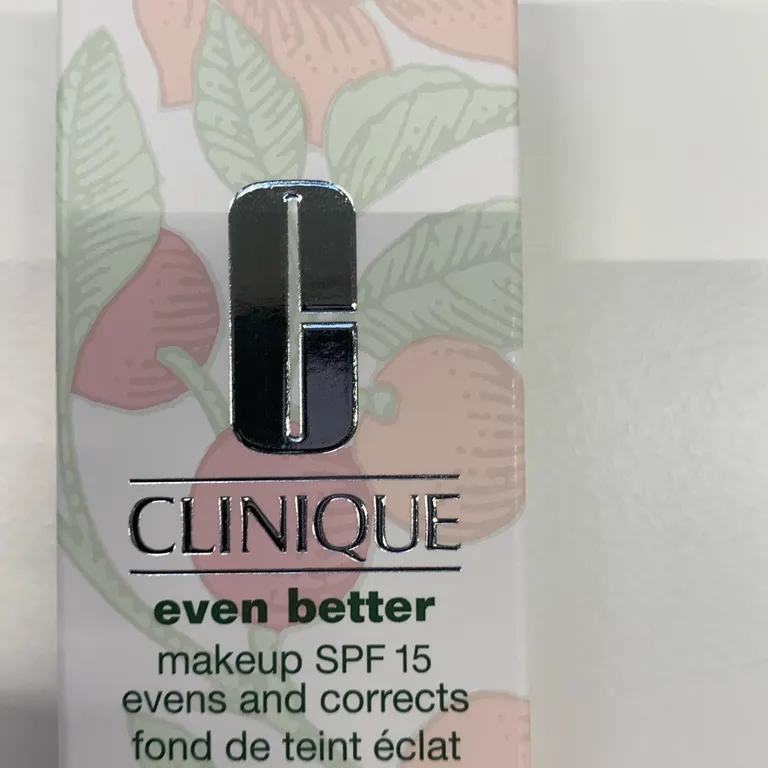 CLINIQUE
even better
makeup SPF 15
evens and corrects
fond de teint éclat